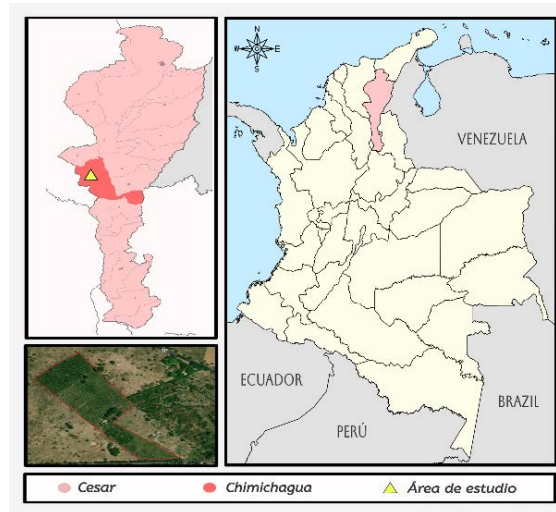 N
W E
S
VENEZUELA
ECUADOR
PERÚ
BRAZIL
Cesar
Chimichagua
Área de estudio